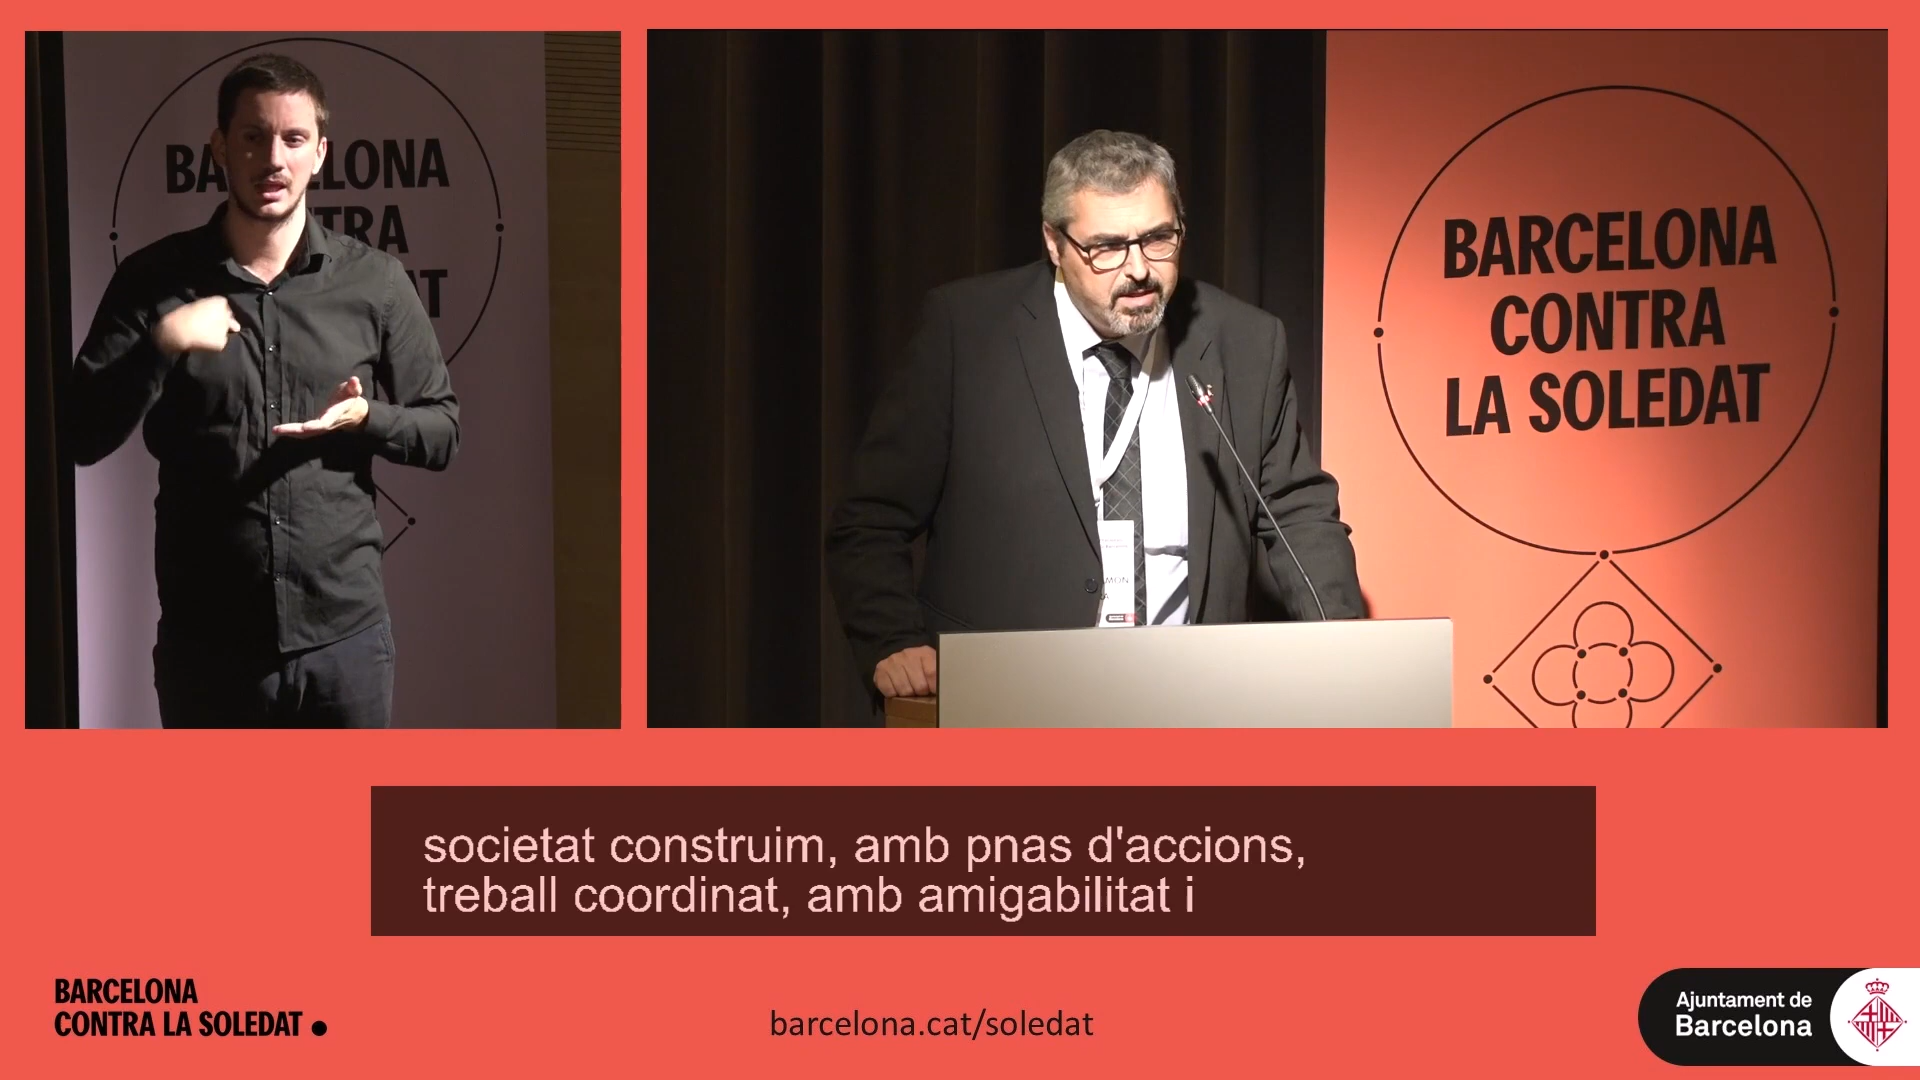 BARCELONA
CONTRA
LA SOLEDAT
societat construim, amb pnas d'accions,
treball coordinat, amb amigabilitat i
BARCELONA
CONTRA LA SOLEDAT
barcelona.cat/soledat
Ajuntament de
Barcelona